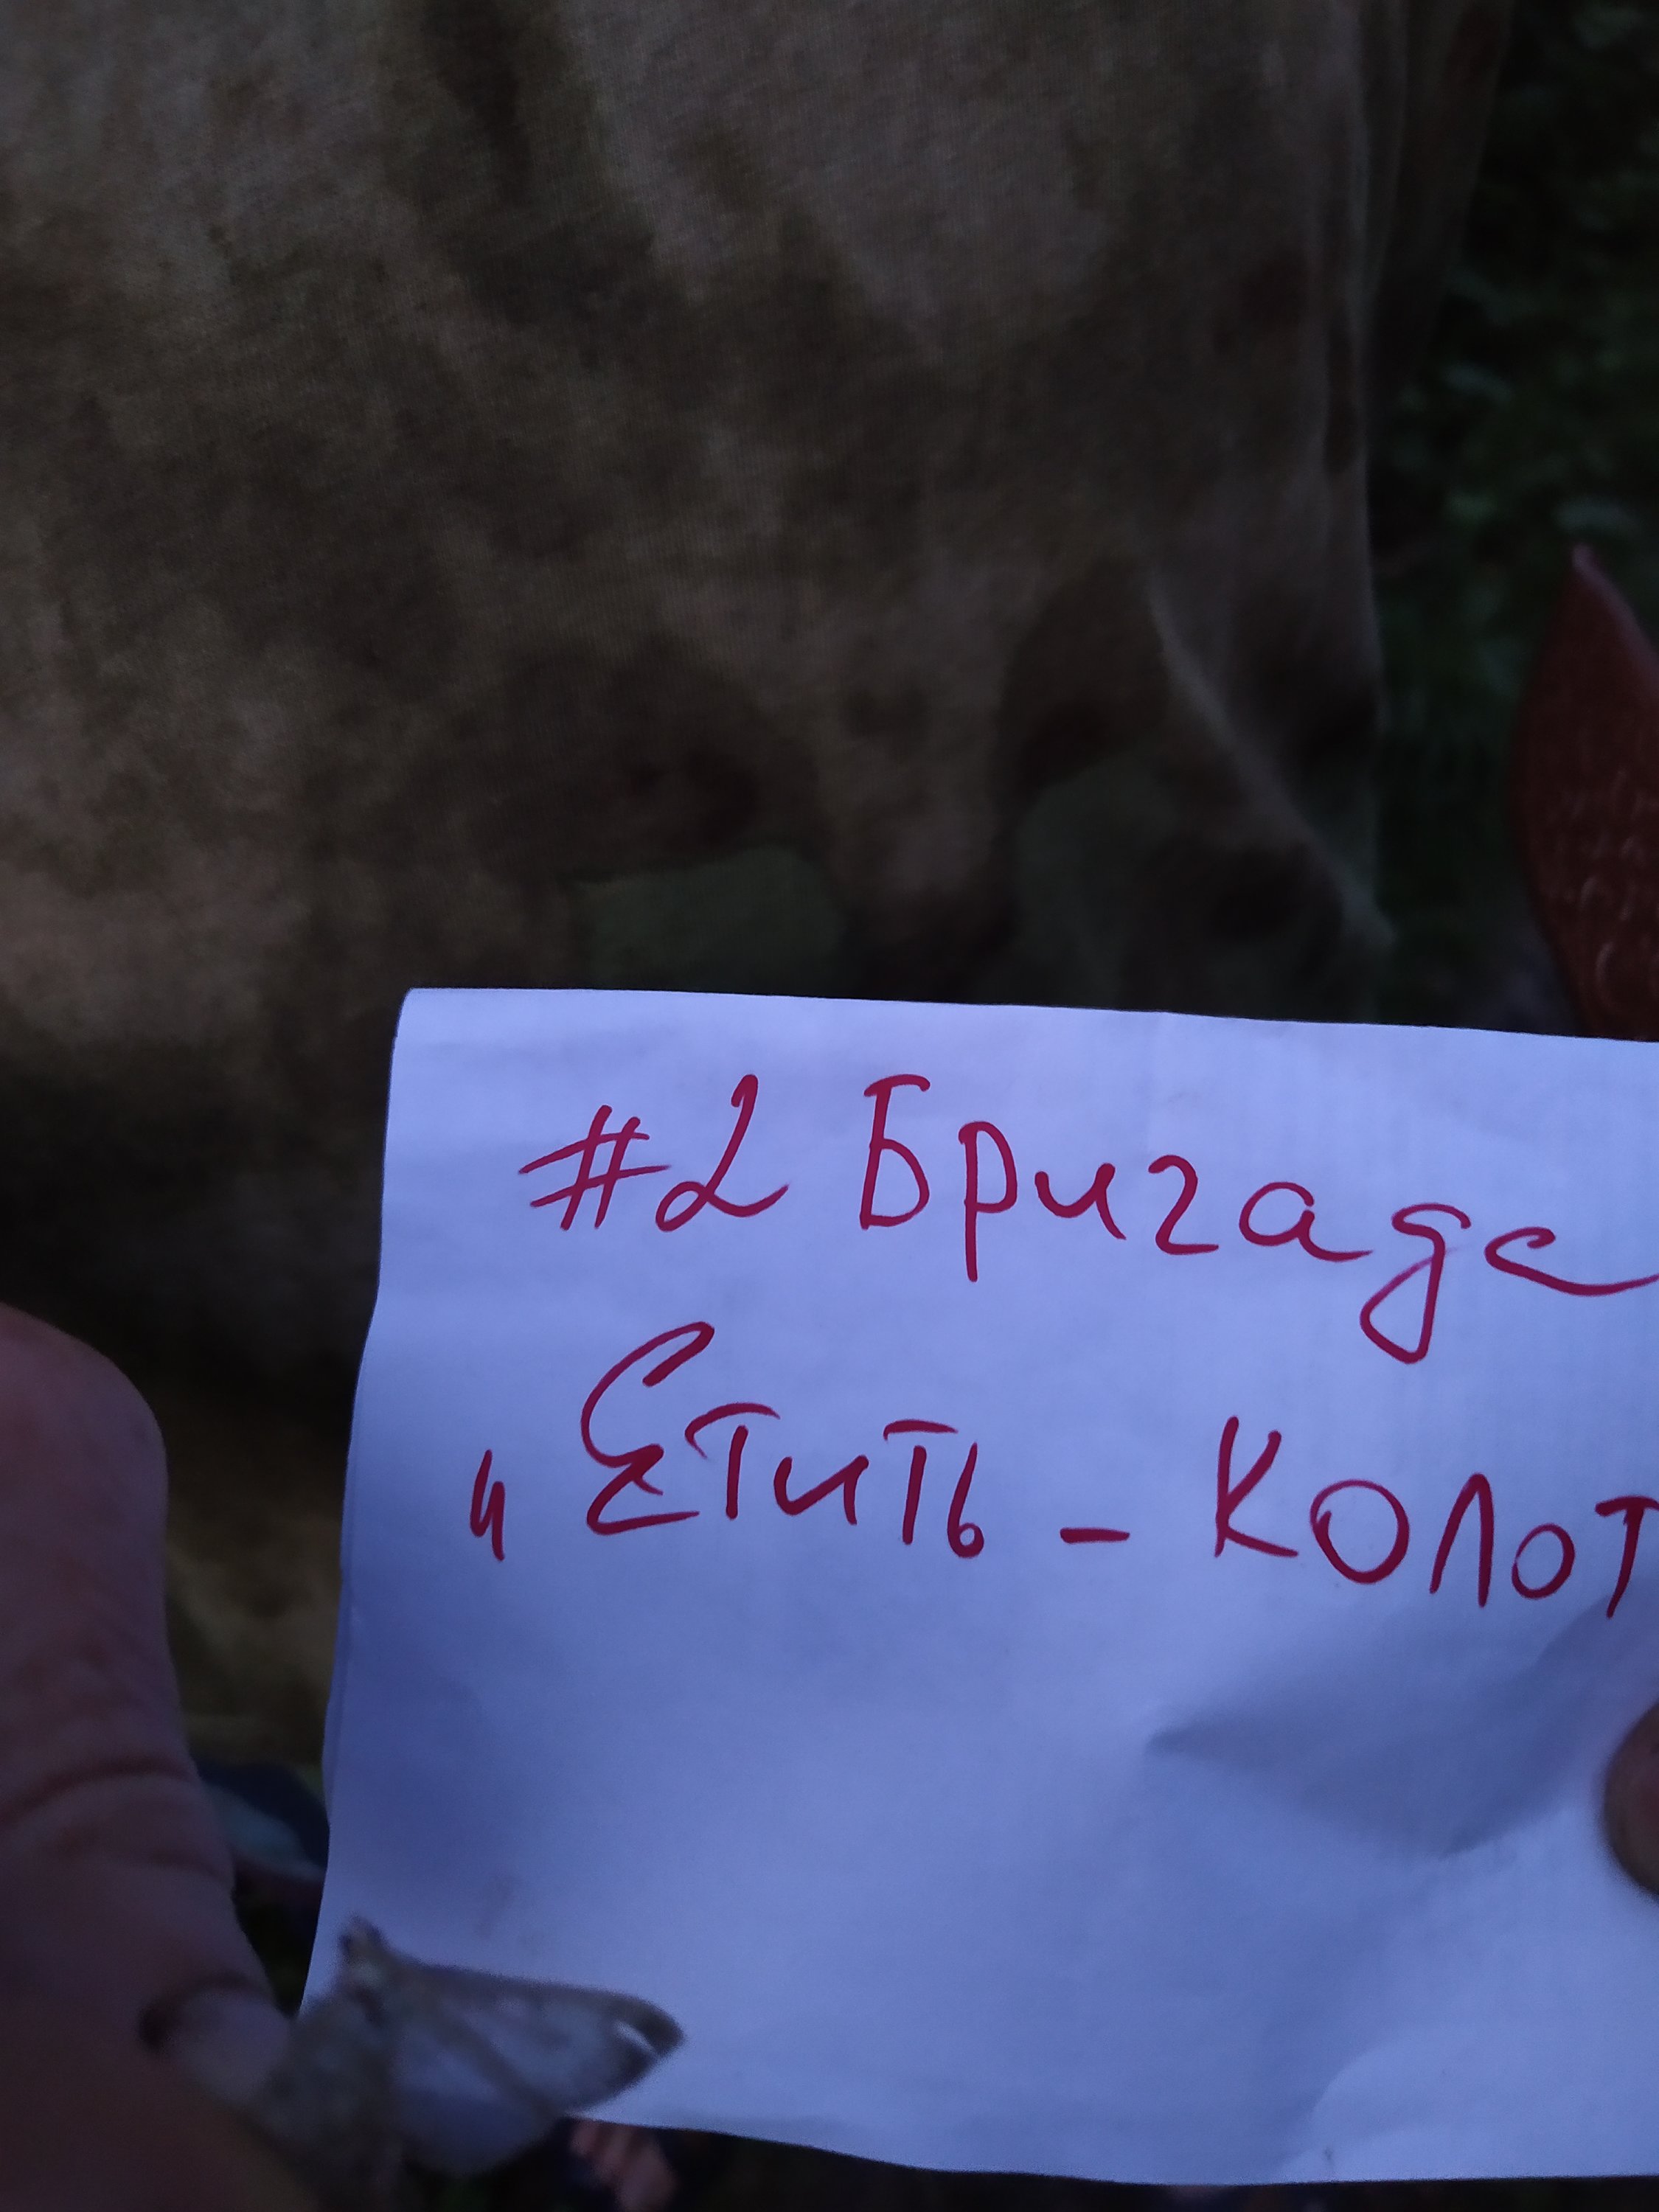 #2 Бригаде
„Етить - колот